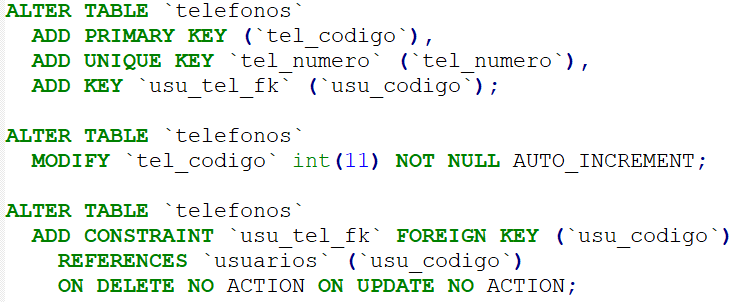 ALTER TABLE `telefonos`
ADD PRIMARY KEY (`tel_codigo`),
ADD UNIQUE KEY `tel_numero` (`tel_numero`),
ADD KEY `usu_tel_fk` (`usu_codigo`);
ALTER TABLE `telefonos`
MODIFY `tel_codigo` int(11) NOT NULL AUTO_INCREMENT;
ALTER TABLE `telefonos`
ADD CONSTRAINT `usu_tel_fk` FOREIGN KEY (`usu_codigo`)
REFERENCES `usuarios` (`usu_codigo`)
ON DELETE NO ACTION ON UPDATE NO ACTION;